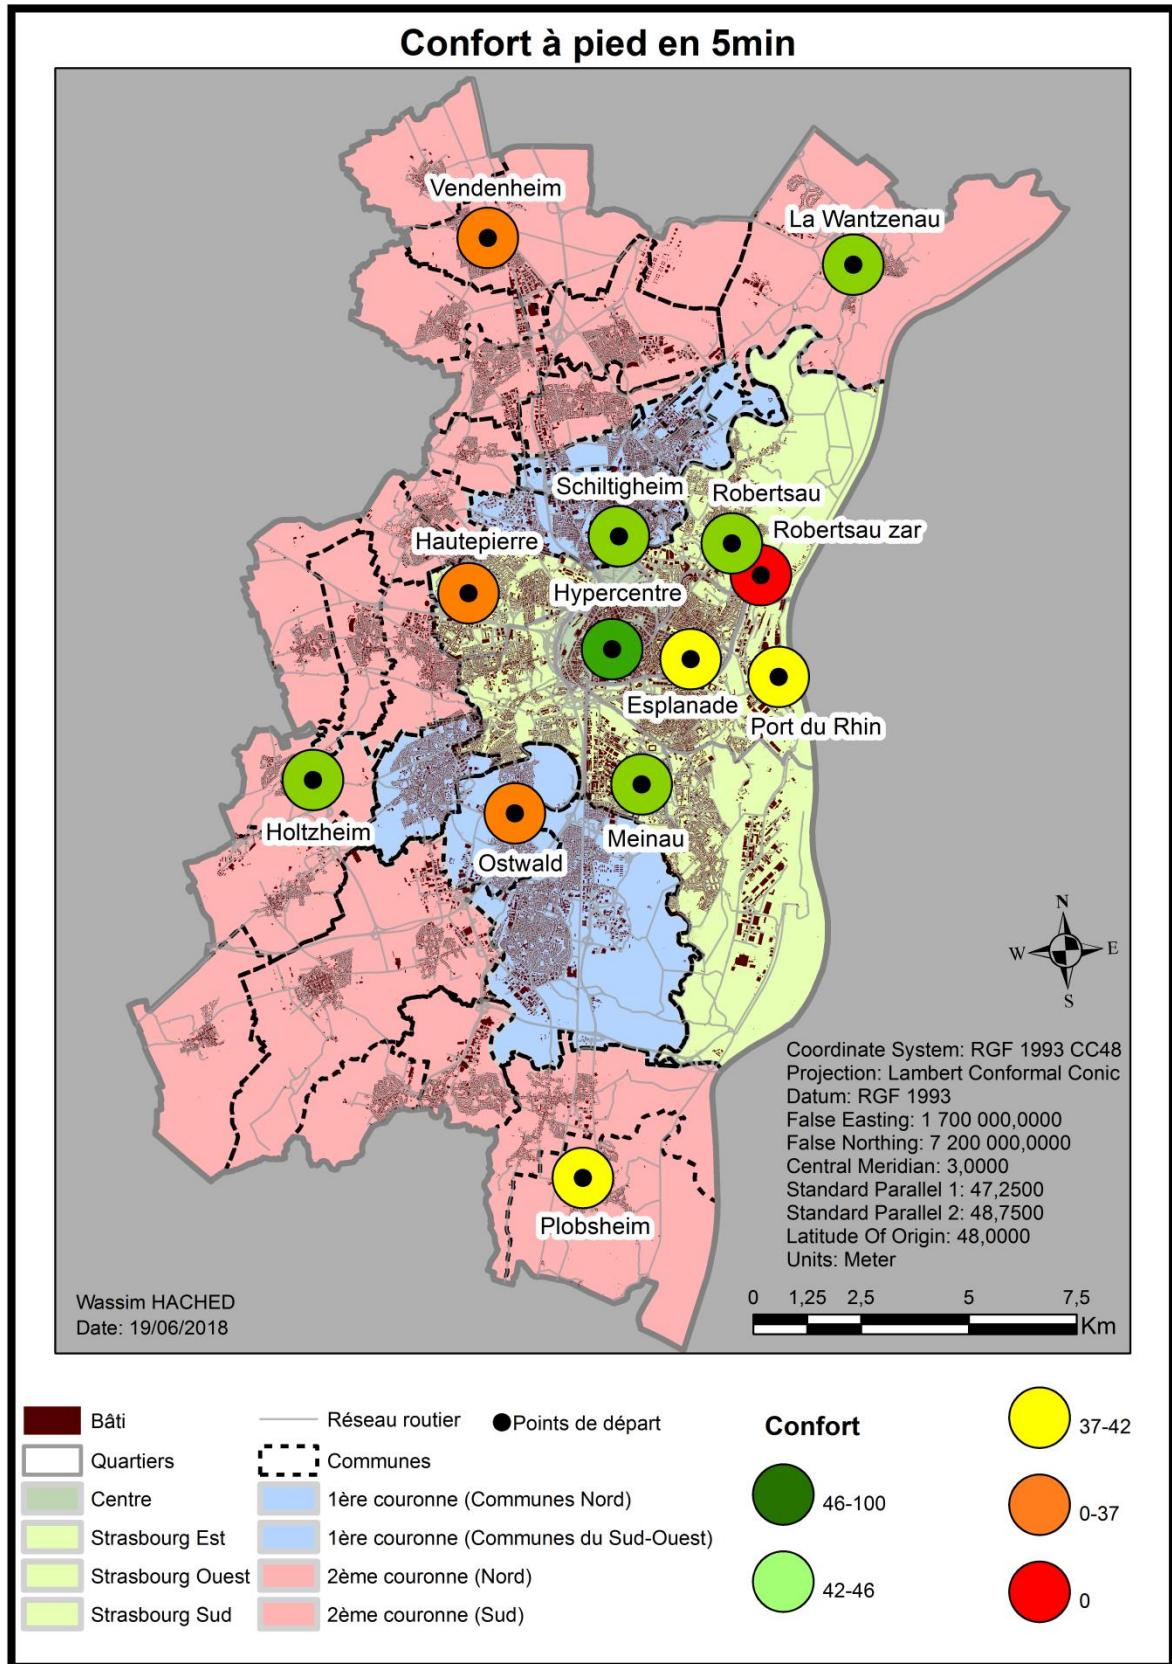 Confort à pied en 5min
Vendenheim
La Wantzenau
Schiltigheim
Robertsau
Robertsau zar
Hautepierre
Hypercentre
Esplanade
Port du Rhin
Holtzheim
Ostwald
Meinau
Plobsheim
N
W
E
S
Coordinate System: RGF 1993 CC48
Projection: Lambert Conformal Conic
Datum: RGF 1993
False Easting: 1 700 000,0000
False Northing: 7 200 000,0000
Central Meridian: 3,0000
Standard Parallel 1: 47,2500
Standard Parallel 2: 48,7500
Latitude Of Origin: 48,0000
Units: Meter
Wassim HACHED
Date: 19/06/2018
0 1,25 2,5 5 7,5
Km
Bâti
Quartiers
Centre
Strasbourg Est
Strasbourg Ouest
Strasbourg Sud
Réseau routier
Communes
1ère couronne (Communes Nord)
1ère couronne (Communes du Sud-Ouest)
2ème couronne (Nord)
2ème couronne (Sud)
Points de départ
Confort
46-100
42-46
37-42
0-37
0